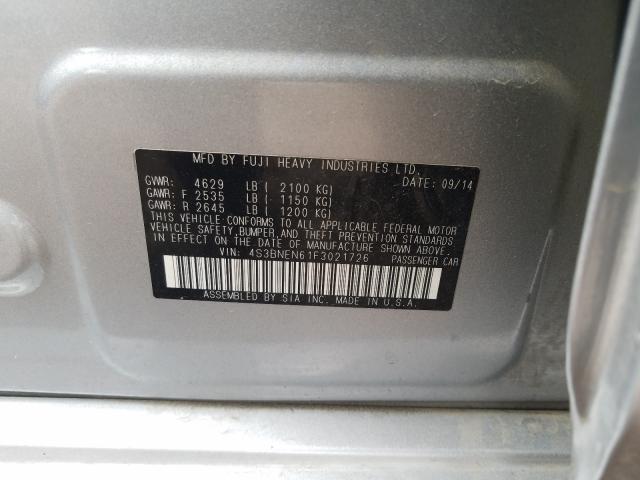 MFD BY FUJI HEAVY INDUSTRIES LTD.
GVWR: 4629 LB ( 2100 KG) DATE: 09/14
GAWR: F 2535 LB ( 1150 KG)
GAWR: R 2645 LB ( 1200 KG)
THIS VEHICLE CONFORMS TO ALL APPLICABLE FEDERAL MOTOR
VEHICLE SAFETY, BUMPER, AND THEFT PREVENTION STANDARDS
IN EFFECT ON THE DATE OF MANUFACTURE SHOWN ABOVE.
VIN: 4S3BNEN61F3021726 PASSENGER CAR
ASSEMBLED BY SIA INC. MADE IN U.S.A.